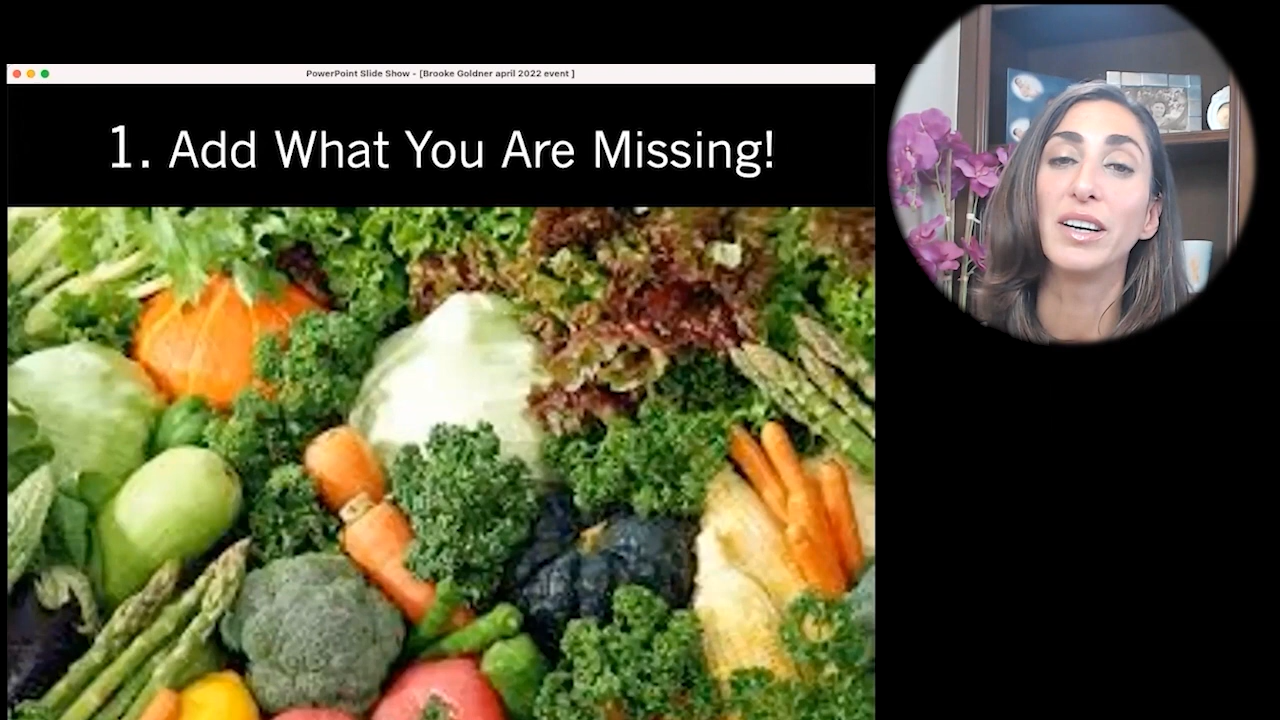 PowerPoint Slide Show - [Brooke Goldner april 2022 event ]
1. Add What You Are Missing!